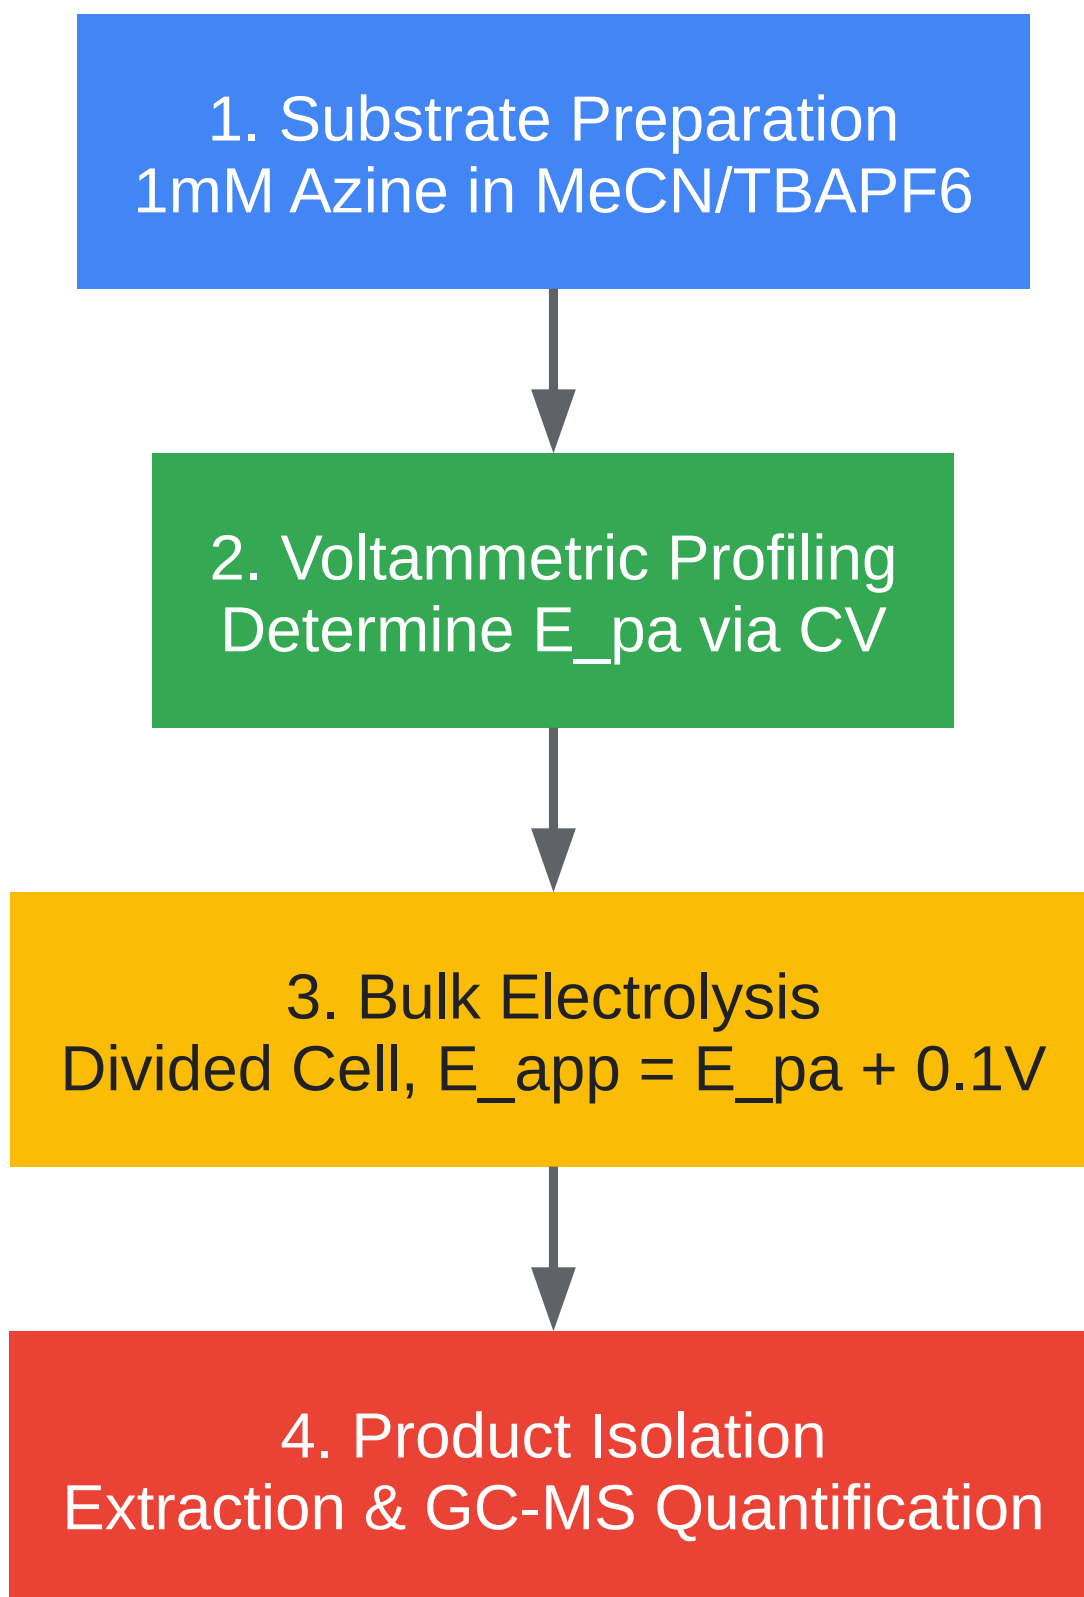 1. Substrate Preparation
1mM Azine in MeCN/TBAPF6
2. Voltammetric Profiling
Determine E_pa via CV
3. Bulk Electrolysis
Divided Cell, E_app = E_pa + 0.1V
4. Product Isolation
Extraction & GC-MS Quantification